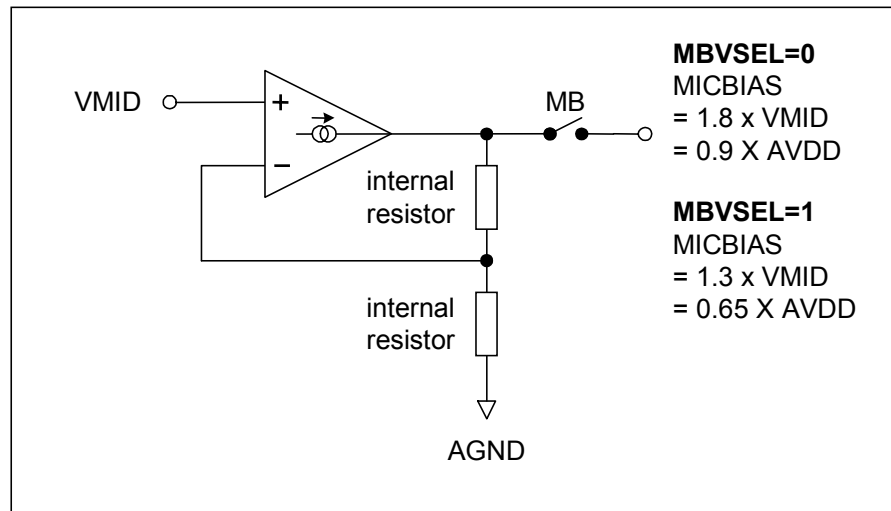 VMID
+
−
MB
internal
resistor
internal
resistor
AGND
MBVSEL=0
MICBIAS
= 1.8 x VMID
= 0.9 X AVDD
MBVSEL=1
MICBIAS
= 1.3 x VMID
= 0.65 X AVDD